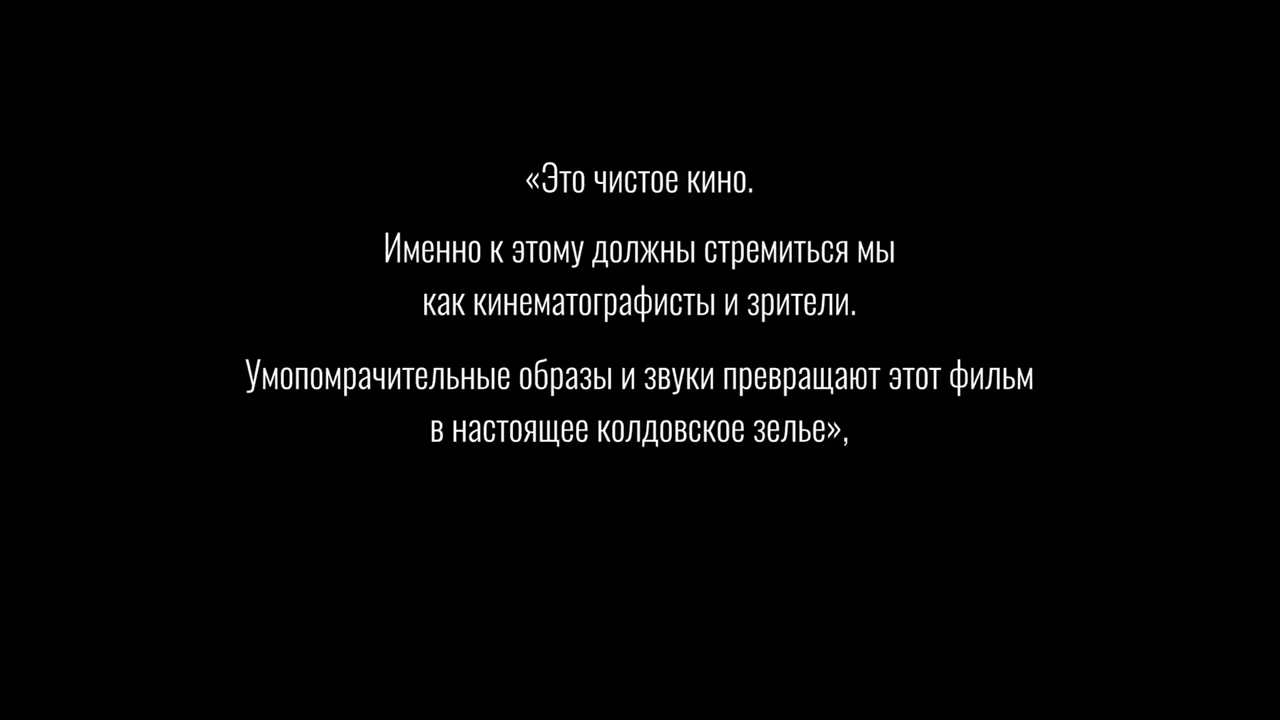 «Это чистое кино.
Именно к этому должны стремиться мы
как кинематографисты и зрители.
Умопомрачительные образы и звуки превращают этот фильм
в настоящее колдовское зелье»,